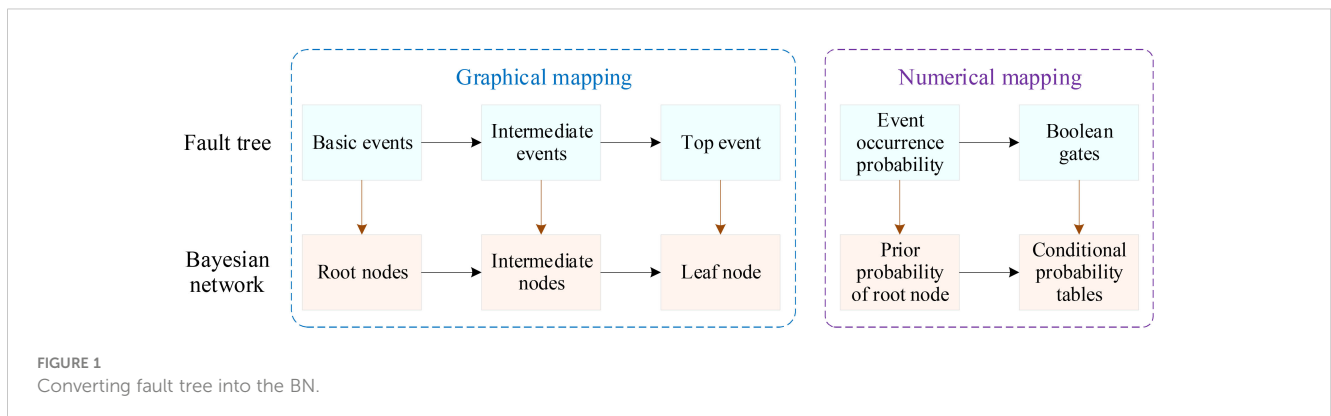 Graphical mapping
Numerical mapping
Fault tree
Basic events
Intermediate
events
Top event
Event
occurrence
probability
Boolean
gates
Bayesian
network
Root nodes
Intermediate
nodes
Leaf node
Prior
probability
of root node
Conditional
probability
tables
FIGURE 1
Converting fault tree into the BN.